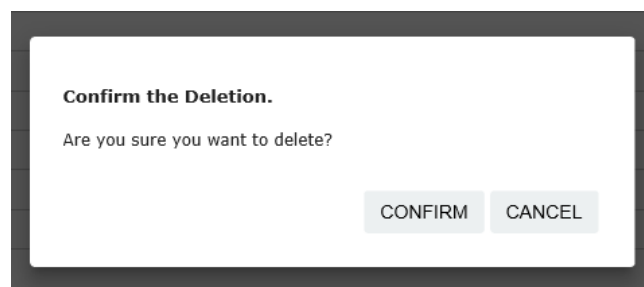 Confirm the Deletion.
Are you sure you want to delete?
CONFIRM CANCEL